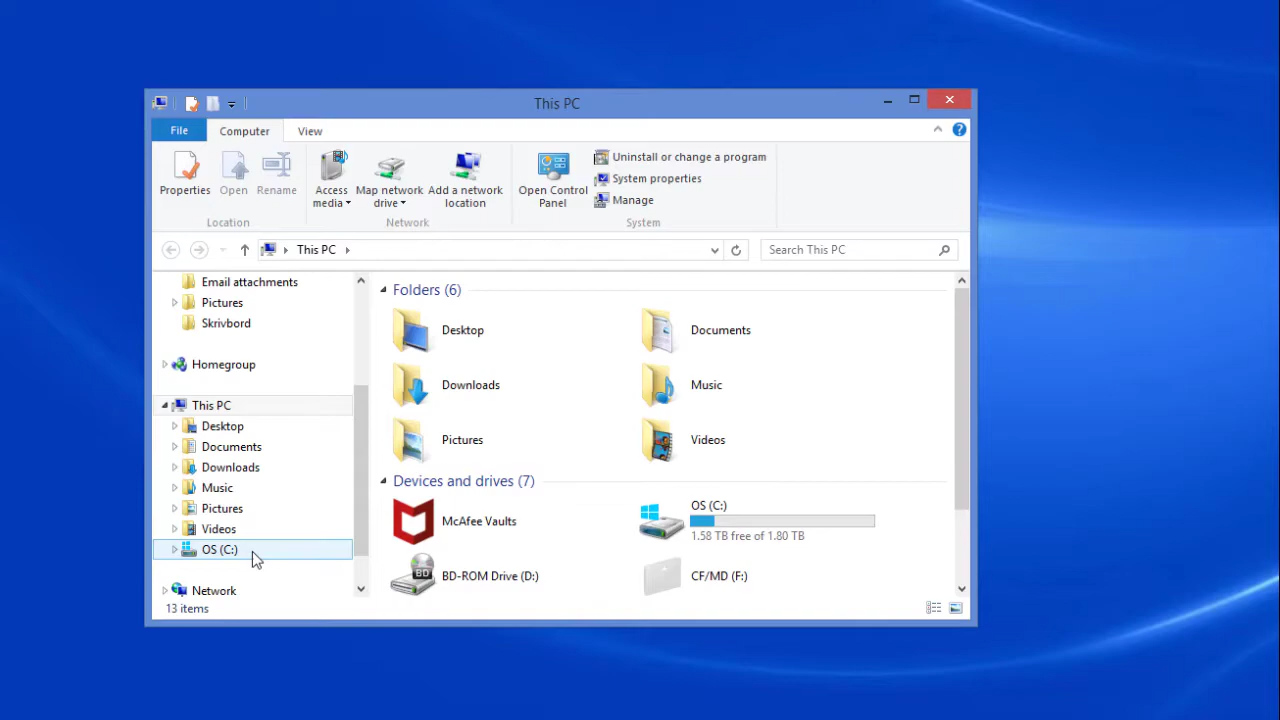 This PC
File
Computer
View
Properties
Open
Rename
Access media
Map network drive
Add a network location
Open Control Panel
Uninstall or change a program
System properties
Manage
Location
Network
System
This PC
Search This PC
Email attachments
Pictures
Skrivbord
Homegroup
This PC
Desktop
Documents
Downloads
Music
Pictures
Videos
OS (C:)
Network
Folders (6)
Desktop
Documents
Downloads
Music
Pictures
Videos
Devices and drives (7)
McAfee Vaults
OS (C:)
1.58 TB free of 1.80 TB
BD
BD-ROM Drive (D:)
CF/MD (F:)
13 items